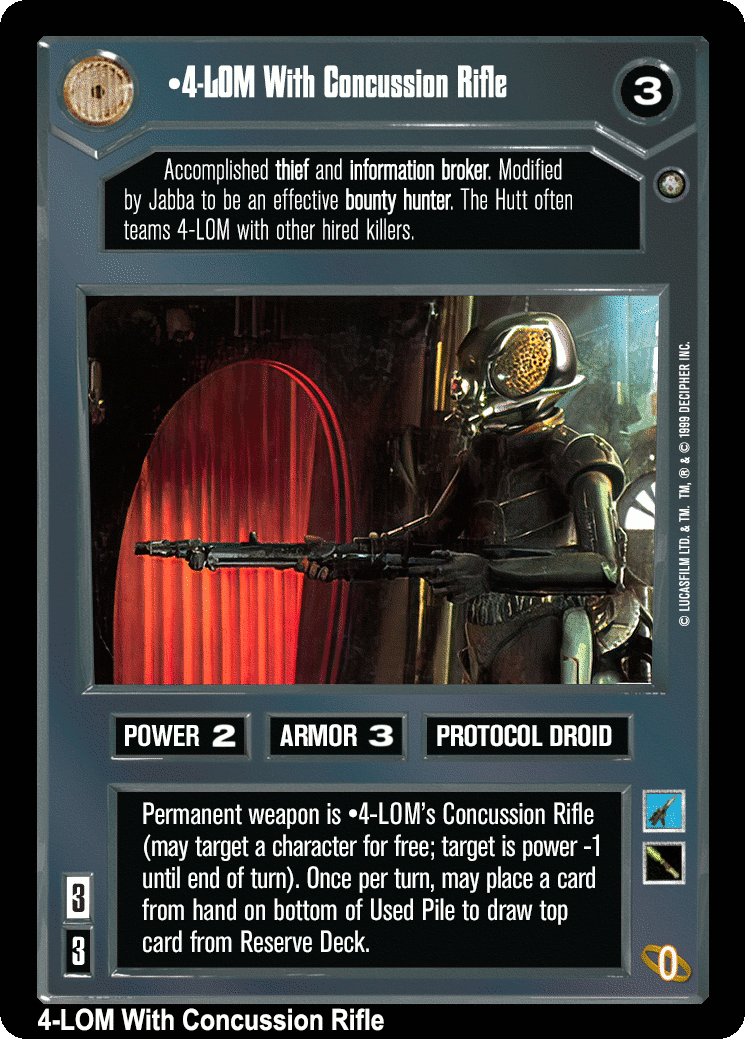 •4-LOM With Concussion Rifle
3
Accomplished thief and information broker. Modified
by Jabba to be an effective bounty hunter. The Hutt often
teams 4-LOM with other hired killers.
© LUCASFILM LTD. & TM. TM, ® & © 1999 DECIPHER INC.
POWER 2
ARMOR 3
PROTOCOL DROID
Permanent weapon is •4-LOM's Concussion Rifle
(may target a character for free; target is power -1
until end of turn). Once per turn, may place a card
from hand on bottom of Used Pile to draw top
card from Reserve Deck.
3
3
0
4-LOM With Concussion Rifle